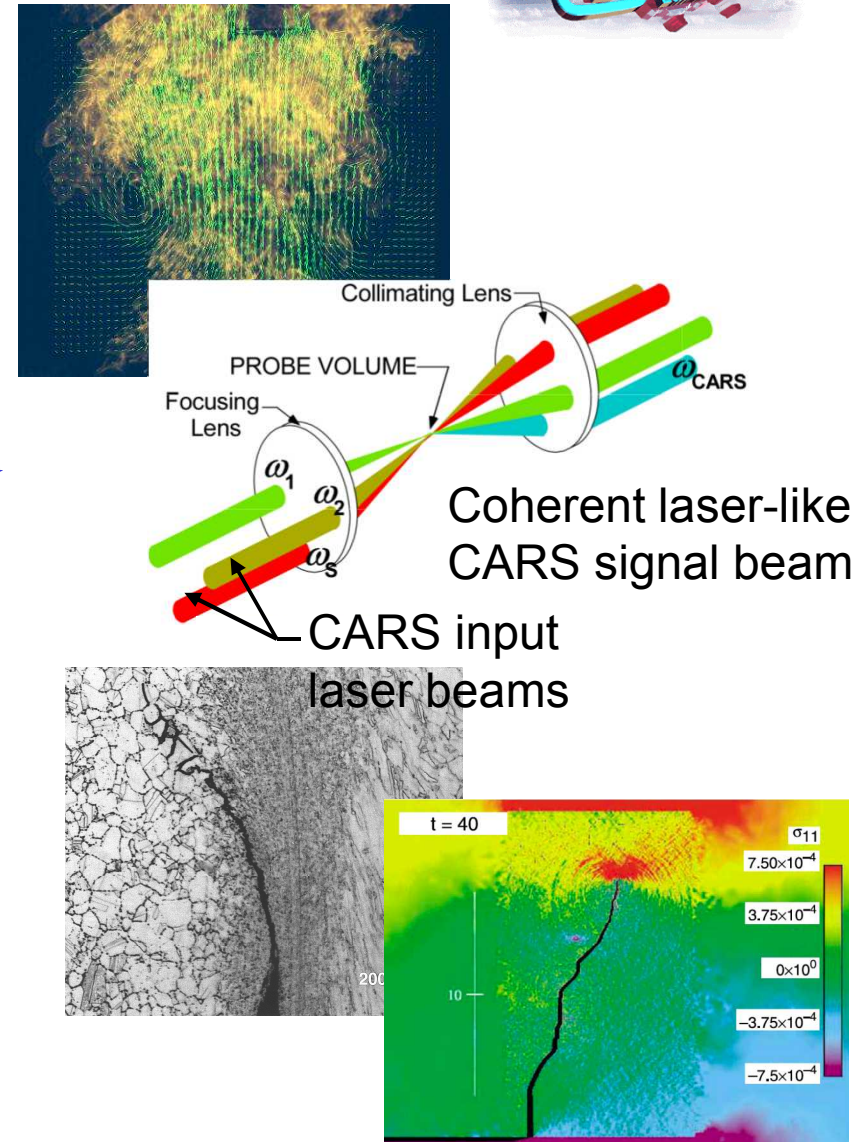 Collimating Lens
PROBE VOLUME
Focusing
Lens
ω_CARS
ω₁
ω₂
ω_S
Coherent laser-like
CARS signal beam
CARS input
laser beams
t = 40
σ₁₁
7.50×10⁻⁴
3.75×10⁻⁴
0×10⁰
−3.75×10⁻⁴
−7.5×10⁻⁴
10